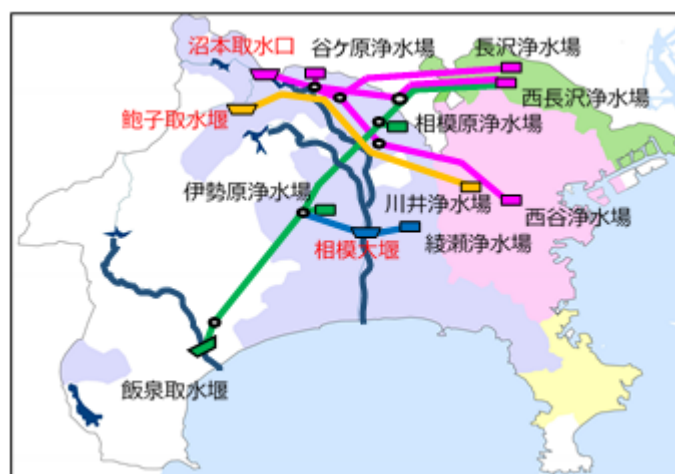 沼本取水口
谷ケ原浄水場
長沢浄水場
西長沢浄水場
鮑子取水堰
相模原浄水場
伊勢原浄水場
川井浄水場
西谷浄水場
相模大堰
綾瀬浄水場
飯泉取水堰